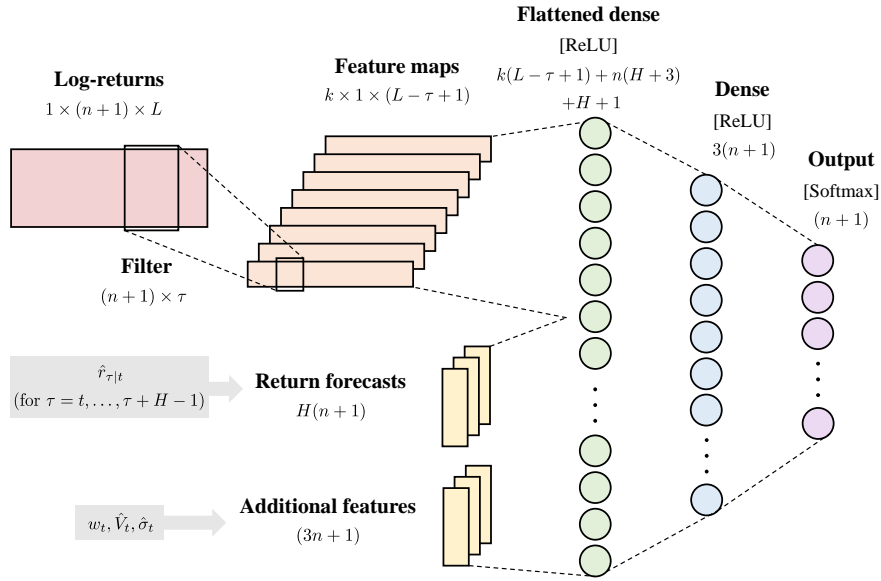 Flattened dense
[ReLU]
k(L − τ + 1) + n(H + 3)
+H + 1
Log-returns
1 × (n + 1) × L
Feature maps
k × 1 × (L − τ + 1)
Dense
[ReLU]
3(n + 1)
Output
[Softmax]
(n + 1)
Filter
(n + 1) × τ
r̂τ|t
(for τ = t, . . . , τ + H − 1)
Return forecasts
H(n + 1)
wt, V̂t, σ̂t
Additional features
(3n + 1)